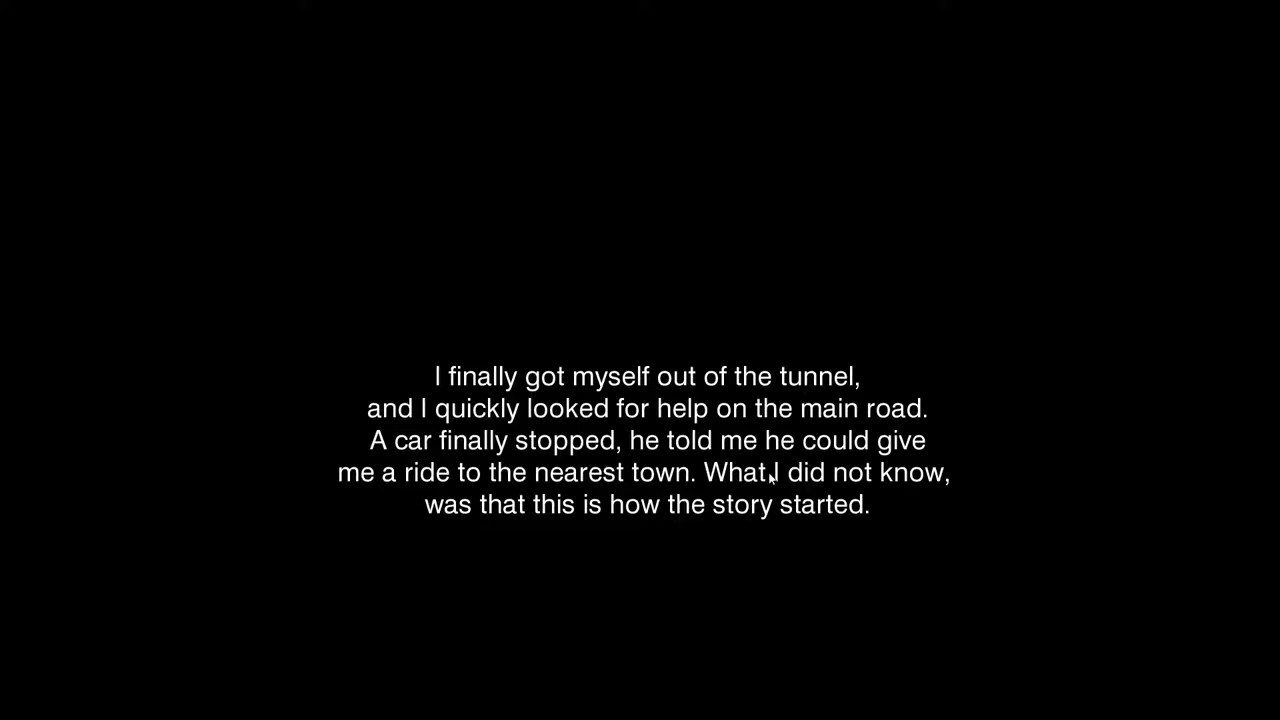 I finally got myself out of the tunnel,
and I quickly looked for help on the main road.
A car finally stopped, he told me he could give
me a ride to the nearest town. What I did not know,
was that this is how the story started.